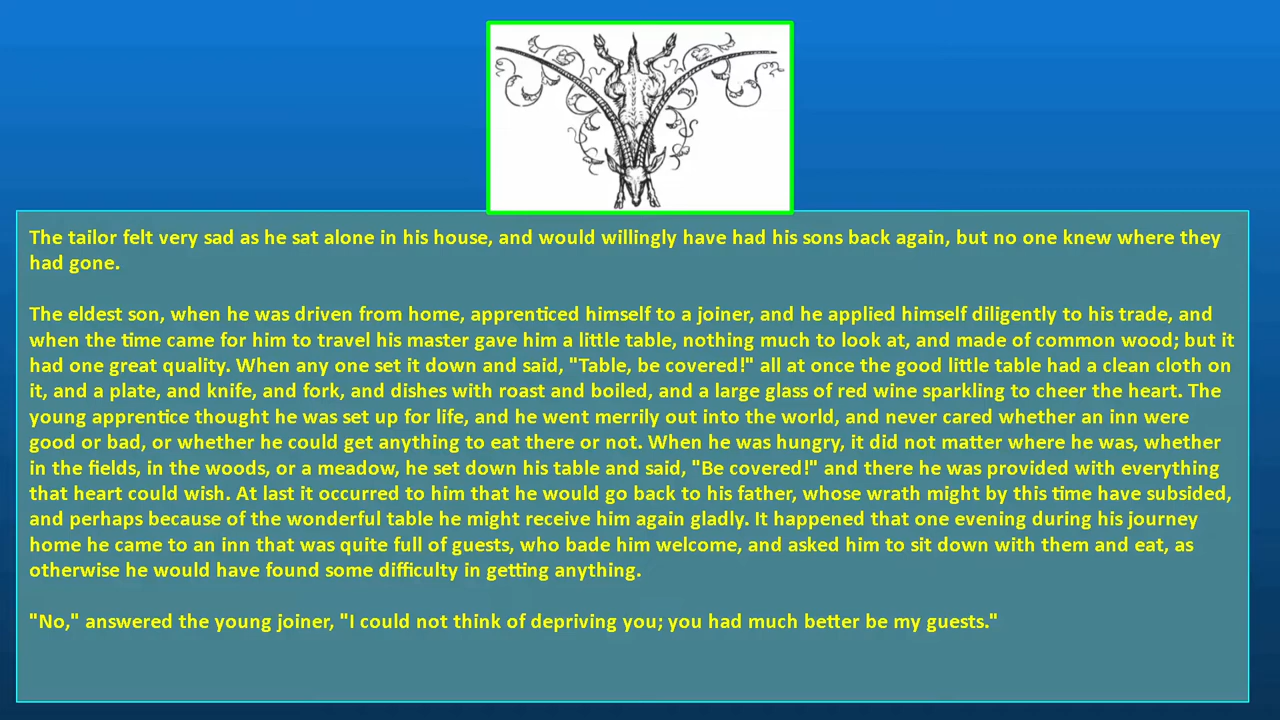 The tailor felt very sad as he sat alone in his house, and would willingly have had his sons back again, but no one knew where they
had gone.
The eldest son, when he was driven from home, apprenticed himself to a joiner, and he applied himself diligently to his trade, and
when the time came for him to travel his master gave him a little table, nothing much to look at, and made of common wood; but it
had one great quality. When any one set it down and said, "Table, be covered!" all at once the good little table had a clean cloth on
it, and a plate, and knife, and fork, and dishes with roast and boiled, and a large glass of red wine sparkling to cheer the heart. The
young apprentice thought he was set up for life, and he went merrily out into the world, and never cared whether an inn were
good or bad, or whether he could get anything to eat there or not. When he was hungry, it did not matter where he was, whether
in the fields, in the woods, or a meadow, he set down his table and said, "Be covered!" and there he was provided with everything
that heart could wish. At last it occurred to him that he would go back to his father, whose wrath might by this time have subsided,
and perhaps because of the wonderful table he might receive him again gladly. It happened that one evening during his journey
home he came to an inn that was quite full of guests, who bade him welcome, and asked him to sit down with them and eat, as
otherwise he would have found some difficulty in getting anything.
"No," answered the young joiner, "I could not think of depriving you; you had much better be my guests."